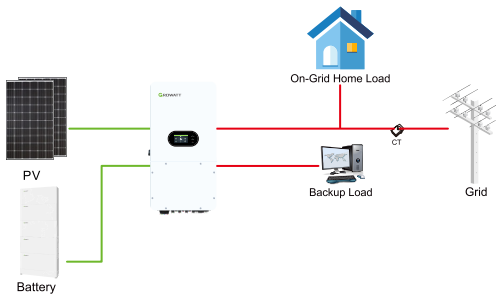 GROWATT
On-Grid Home Load
CT
PV
Backup Load
Grid
Battery